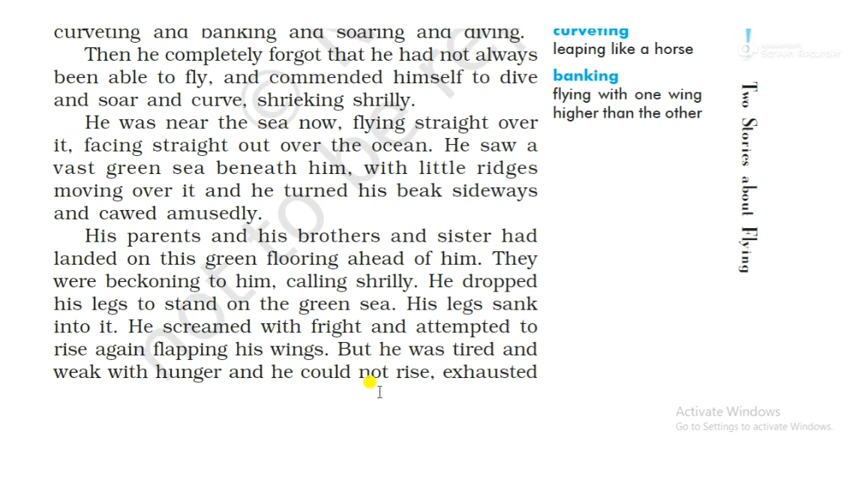 curveting and banking and soaring and diving.
Then he completely forgot that he had not always
been able to fly, and commended himself to dive
and soar and curve, shrieking shrilly.
He was near the sea now, flying straight over
it, facing straight out over the ocean. He saw a
vast green sea beneath him, with little ridges
moving over it and he turned his beak sideways
and cawed amusedly.
His parents and his brothers and sister had
landed on this green flooring ahead of him. They
were beckoning to him, calling shrilly. He dropped
his legs to stand on the green sea. His legs sank
into it. He screamed with fright and attempted to
rise again flapping his wings. But he was tired and
weak with hunger and he could not rise, exhausted
curveting
leaping like a horse
banking
flying with one wing
higher than the other
Two Stories about Flying
not to be re
©
Activate Windows
Go to Settings to activate Windows.